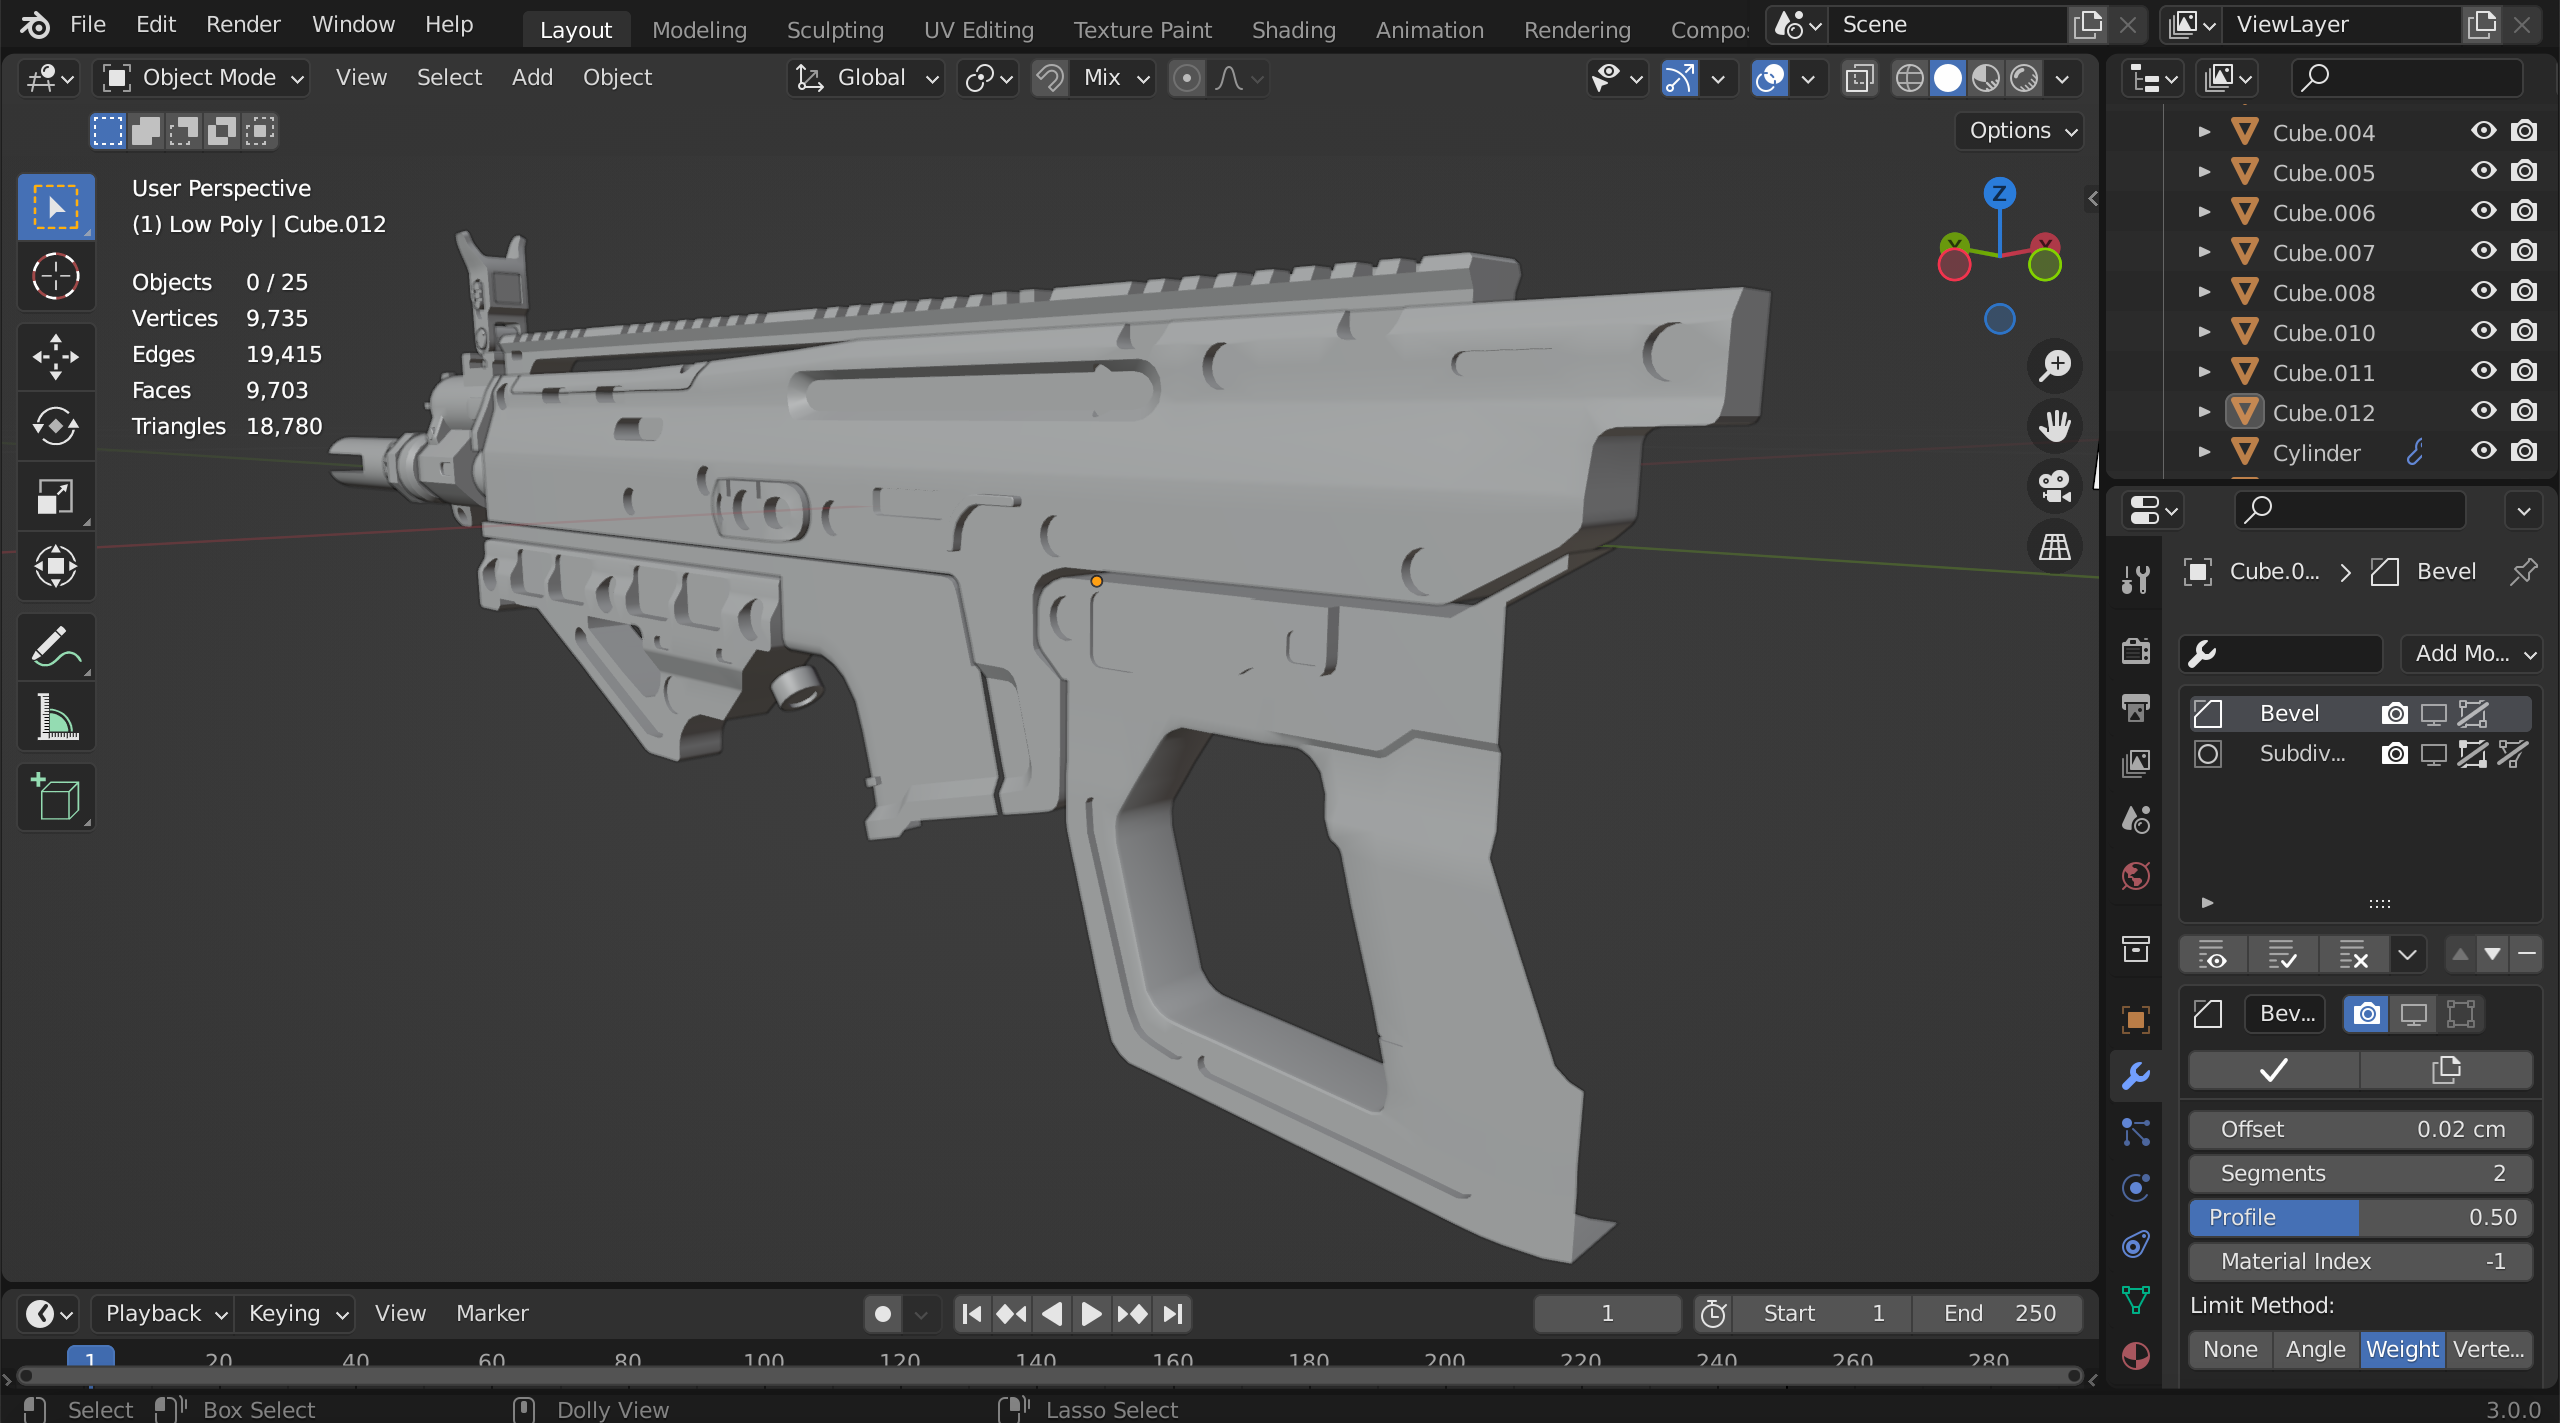 File Edit Render Window Help Layout Modeling Sculpting UV Editing Texture Paint Shading Animation Rendering Compo Scene ViewLayer
Object Mode View Select Add Object Global Mix
Options
User Perspective
(1) Low Poly | Cube.012
Objects 0 / 25
Vertices 9,735
Edges 19,415
Faces 9,703
Triangles 18,780
Z
Y X
Cube.004
Cube.005
Cube.006
Cube.007
Cube.008
Cube.010
Cube.011
Cube.012
Cylinder
Cube.0... > Bevel
Add Mo...
Bevel
Subdiv...
Bev...
Offset 0.02 cm
Segments 2
Profile 0.50
Material Index -1
Limit Method:
None Angle Weight Verte...
Playback Keying View Marker 1 Start 1 End 250
1 20 40 60 80 100 120 140 160 180 200 220 240 260 280
Select Box Select Dolly View Lasso Select 3.0.0